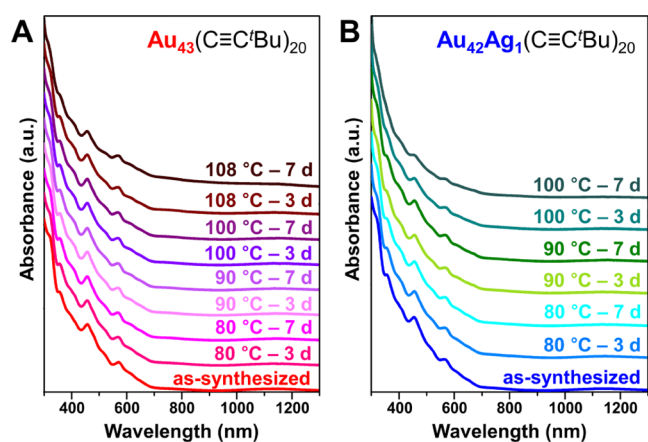 A
Au43(C≡CtBu)20
108 °C – 7 d
108 °C – 3 d
100 °C – 7 d
100 °C – 3 d
90 °C – 7 d
90 °C – 3 d
80 °C – 7 d
80 °C – 3 d
as-synthesized
Absorbance (a.u.)
400 600 800 1000 1200
Wavelength (nm)
B
Au42Ag1(C≡CtBu)20
100 °C – 7 d
100 °C – 3 d
90 °C – 7 d
90 °C – 3 d
80 °C – 7 d
80 °C – 3 d
as-synthesized
Absorbance (a.u.)
400 600 800 1000 1200
Wavelength (nm)